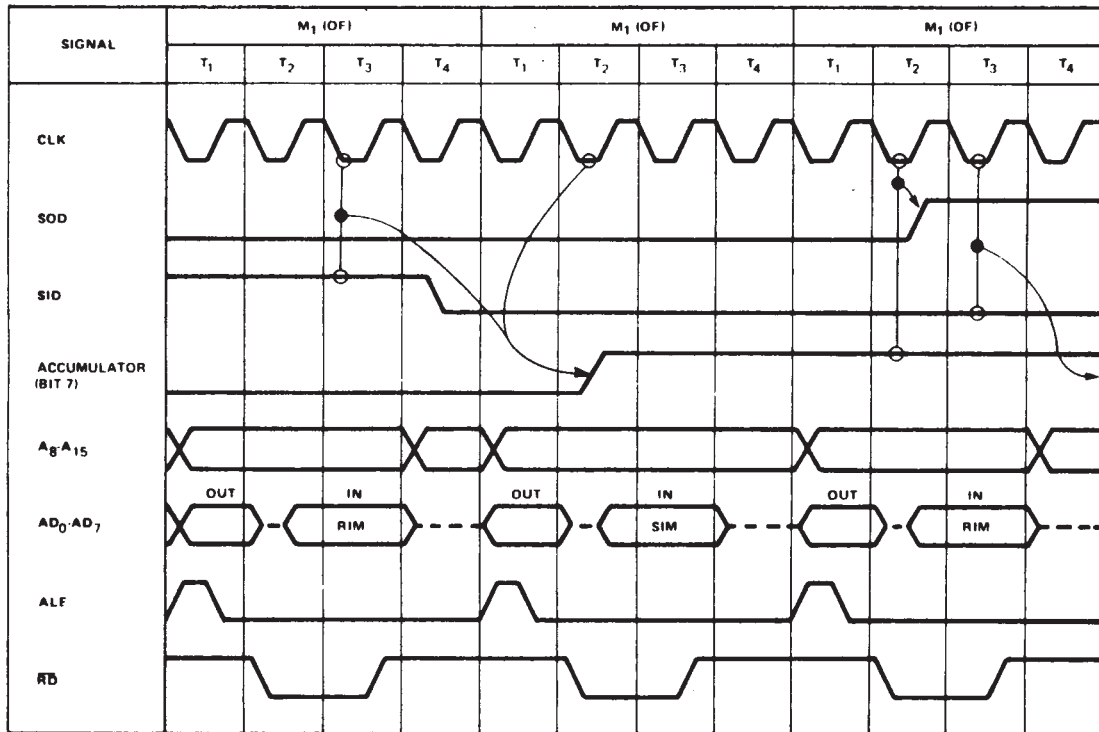 SIGNAL
M1 (OF) M1 (OF) M1 (OF)
T1 T2 T3 T4 T1 T2 T3 T4 T1 T2 T3 T4
CLK
SOD
SID
ACCUMULATOR
(BIT 7)
A8-A15
OUT IN OUT IN OUT IN
AD0-AD7 RIM SIM RIM
ALE
RD